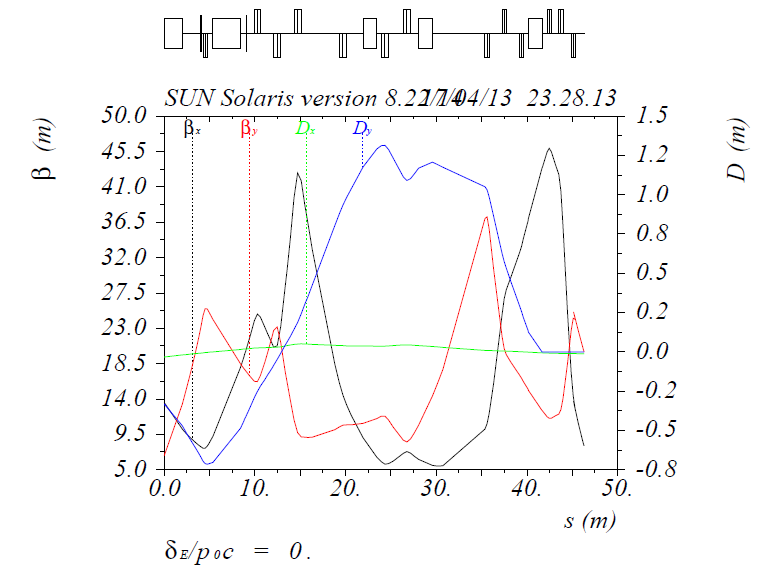 SUN Solaris version 8.22/14 17/04/13 23.28.13
β (m)
D (m)
βx βy Dx Dy
50.0 1.5
45.5 1.2
41.0 1.0
36.5 0.8
32.0 0.5
27.5 0.2
23.0 0.0
18.5 -0.2
14.0 -0.5
9.5 -0.8
5.0
0.0 10. 20. 30. 40. 50.
s (m)
δE/p0c = 0.